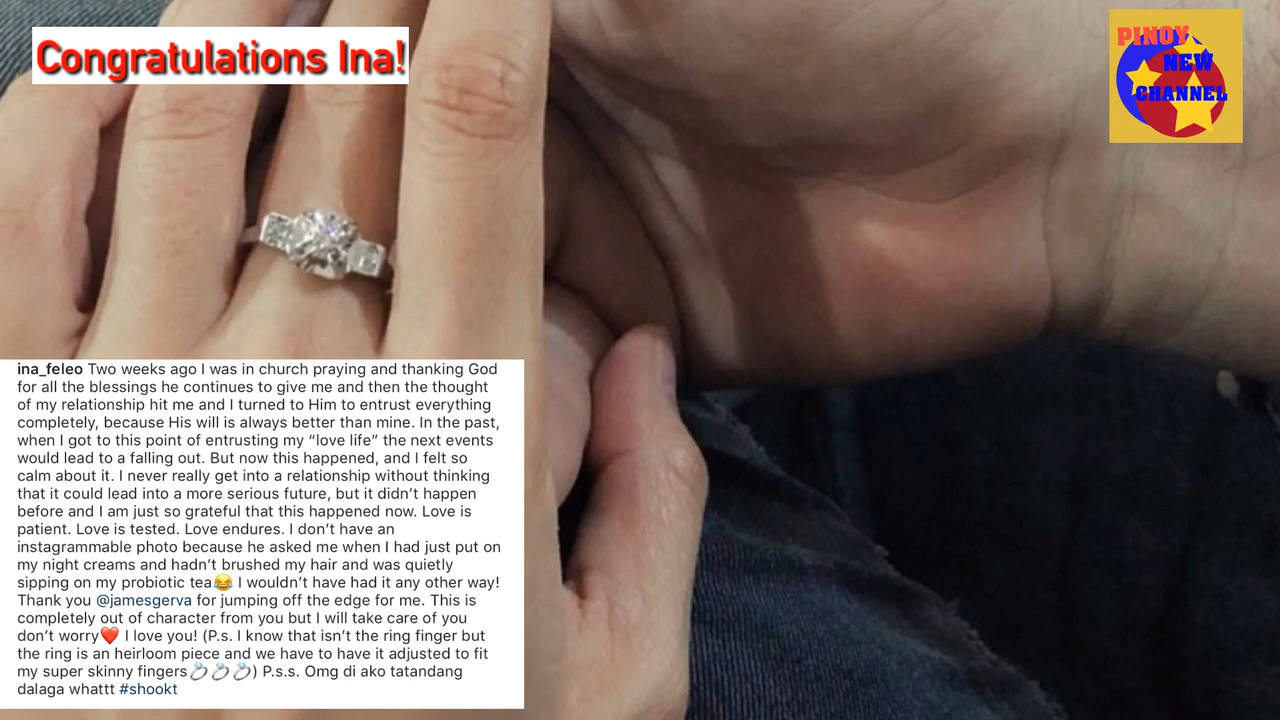 Congratulations Ina!
PINOY
NEW
CHANNEL
ina_feleo Two weeks ago I was in church praying and thanking God
for all the blessings he continues to give me and then the thought
of my relationship hit me and I turned to Him to entrust everything
completely, because His will is always better than mine. In the past,
when I got to this point of entrusting my “love life” the next events
would lead to a falling out. But now this happened, and I felt so
calm about it. I never really get into a relationship without thinking
that it could lead into a more serious future, but it didn’t happen
before and I am just so grateful that this happened now. Love is
patient. Love is tested. Love endures. I don’t have an
instagrammable photo because he asked me when I had just put on
my night creams and hadn’t brushed my hair and was quietly
sipping on my probiotic tea😂 I wouldn’t have had it any other way!
Thank you @jamesgerva for jumping off the edge for me. This is
completely out of character from you but I will take care of you
don’t worry❤️ I love you! (P.s. I know that isn’t the ring finger but
the ring is an heirloom piece and we have to have it adjusted to fit
my super skinny fingers💍💍💍) P.s.s. Omg di ako tatandang
dalaga whattt #shookt